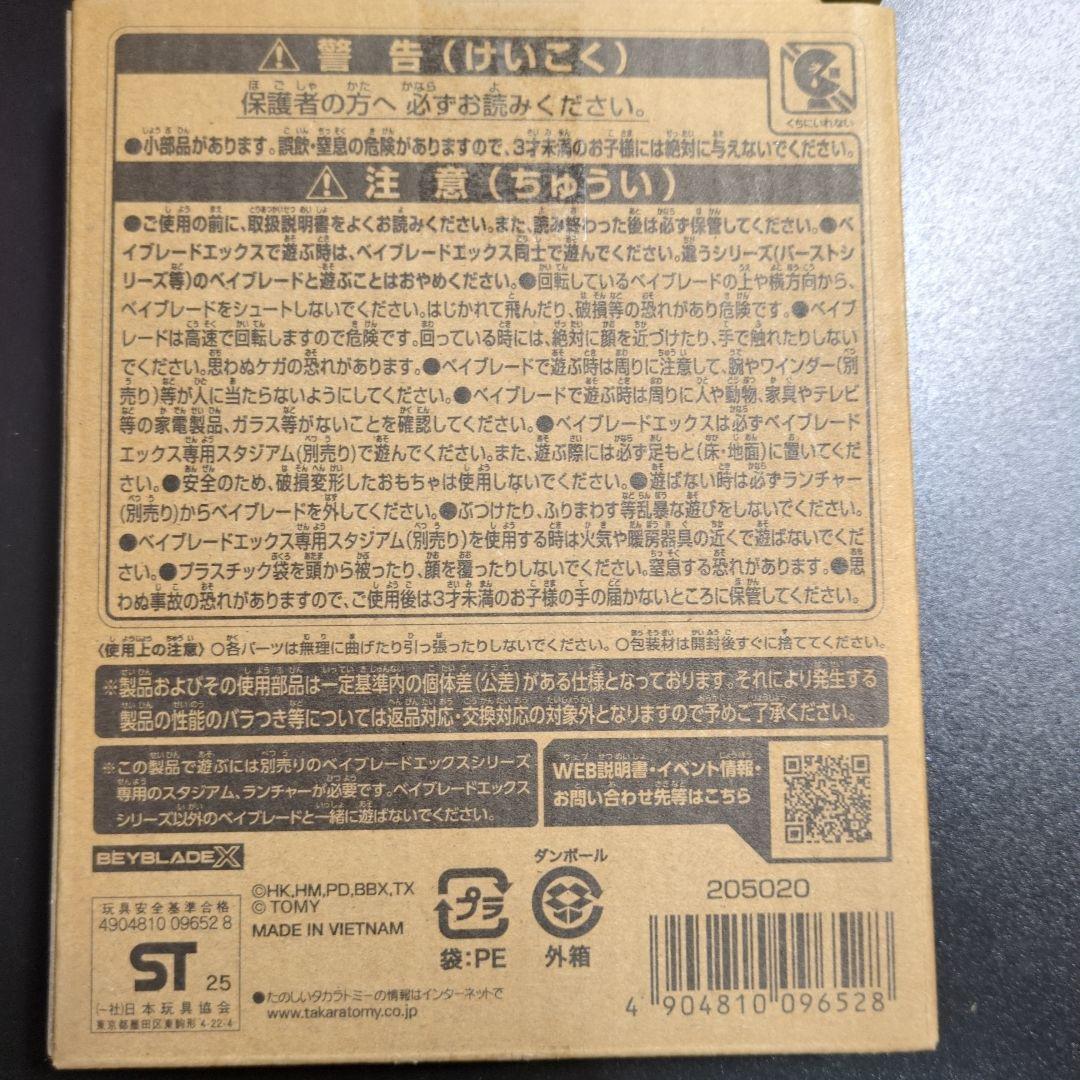 ⚠ 警告(けいこく)
保護者の方へ 必ずお読みください。
くちにいれない
●小部品があります。誤飲・窒息の危険がありますので、3才未満のお子様には絶対に与えないでください。
⚠ 注意(ちゅうい)
●ご使用の前に、取扱説明書をよくお読みください。また、読み終わった後は必ず保管してください。●ベ
イブレードエックスで遊ぶ時は、ベイブレードエックス同士で遊んでください。違うシリーズ(バーストシ
リーズ等)のベイブレードと遊ぶことはおやめください。●回転しているベイブレードの上や横方向から、
ベイブレードをシュートしないでください。はじかれて飛んだり、破損等の恐れがあり危険です。●ベイブ
レードは高速で回転しますので危険です。回っている時には、絶対に顔を近づけたり、手で触れたりしない
でください。思わぬケガの恐れがあります。●ベイブレードで遊ぶ時は周りに注意して、腕やワインダー(別
売り)等が人に当たらないようにしてください。●ベイブレードで遊ぶ時は周りに人や動物、家具やテレビ
等の家電製品、ガラス等がないことを確認してください。●ベイブレードエックスは必ずベイブレード
エックス専用スタジアム(別売り)で遊んでください。また、遊ぶ際には必ず足もと(床・地面)に置いてくだ
さい。●安全のため、破損変形したおもちゃは使用しないでください。●遊ばない時は必ずランチャー
(別売り)からベイブレードを外してください。●ぶつけたり、ふりまわす等乱暴な遊びをしないでください。
●ベイブレードエックス専用スタジアム(別売り)を使用する時は火気や暖房器具の近くで遊ばないでくだ
さい。●プラスチック袋を頭から被ったり、顔を覆ったりしないでください。窒息する恐れがあります。●思
わぬ事故の恐れがありますので、ご使用後は3才未満のお子様の手の届かないところに保管してください。
〈使用上の注意〉○各パーツは無理に曲げたり引っ張ったりしないでください。○包装材は開封後すぐに捨ててください。
※製品およびその使用部品は一定基準内の個体差(公差)がある仕様となっております。それにより発生する
製品の性能のバラつき等については返品対応・交換対応の対象外となりますので予めご了承ください。
※この製品で遊ぶには別売りのベイブレードエックスシリーズ
専用のスタジアム、ランチャーが必要です。ベイブレードエックス
シリーズ以外のベイブレードと一緒に遊ばないでください。
WEB説明書・イベント情報・
お問い合わせ先等はこちら
BEYBLADE X
玩具安全基準合格
4904810 09652 8
ST 25
(一社)日本玩具協会
東京都墨田区東駒形 4-22-4
©HK,HM,PD,BBX,TX
© TOMY
MADE IN VIETNAM
●たのしいタカラトミーの情報はインターネットで
www.takaratomy.co.jp
プラ
袋:PE
ダンボール
外箱
205020
4 904810 096528